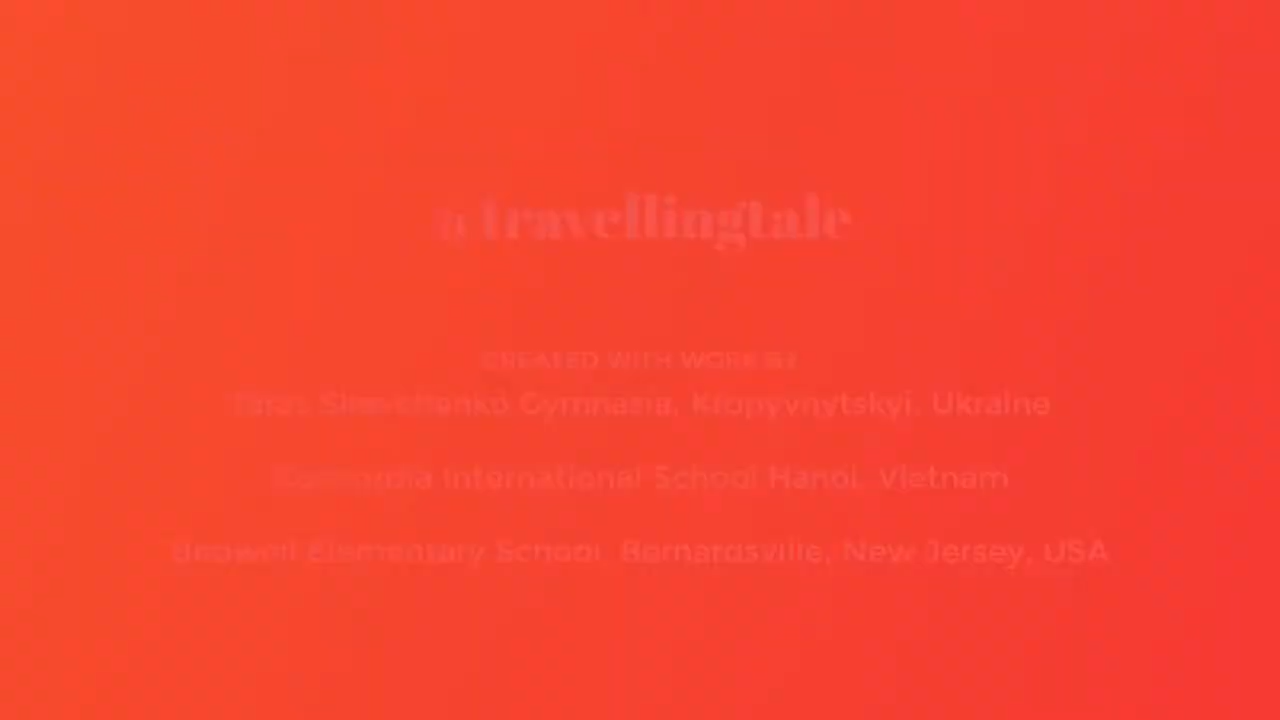 a travellingtale
CREATED WITH WORK BY
Taras Shevchenko Gymnasia, Kropyvnytskyi, Ukraine
International School Hanoi, Vietnam
Bedwell Elementary School, Bernardsville, New Jersey, USA